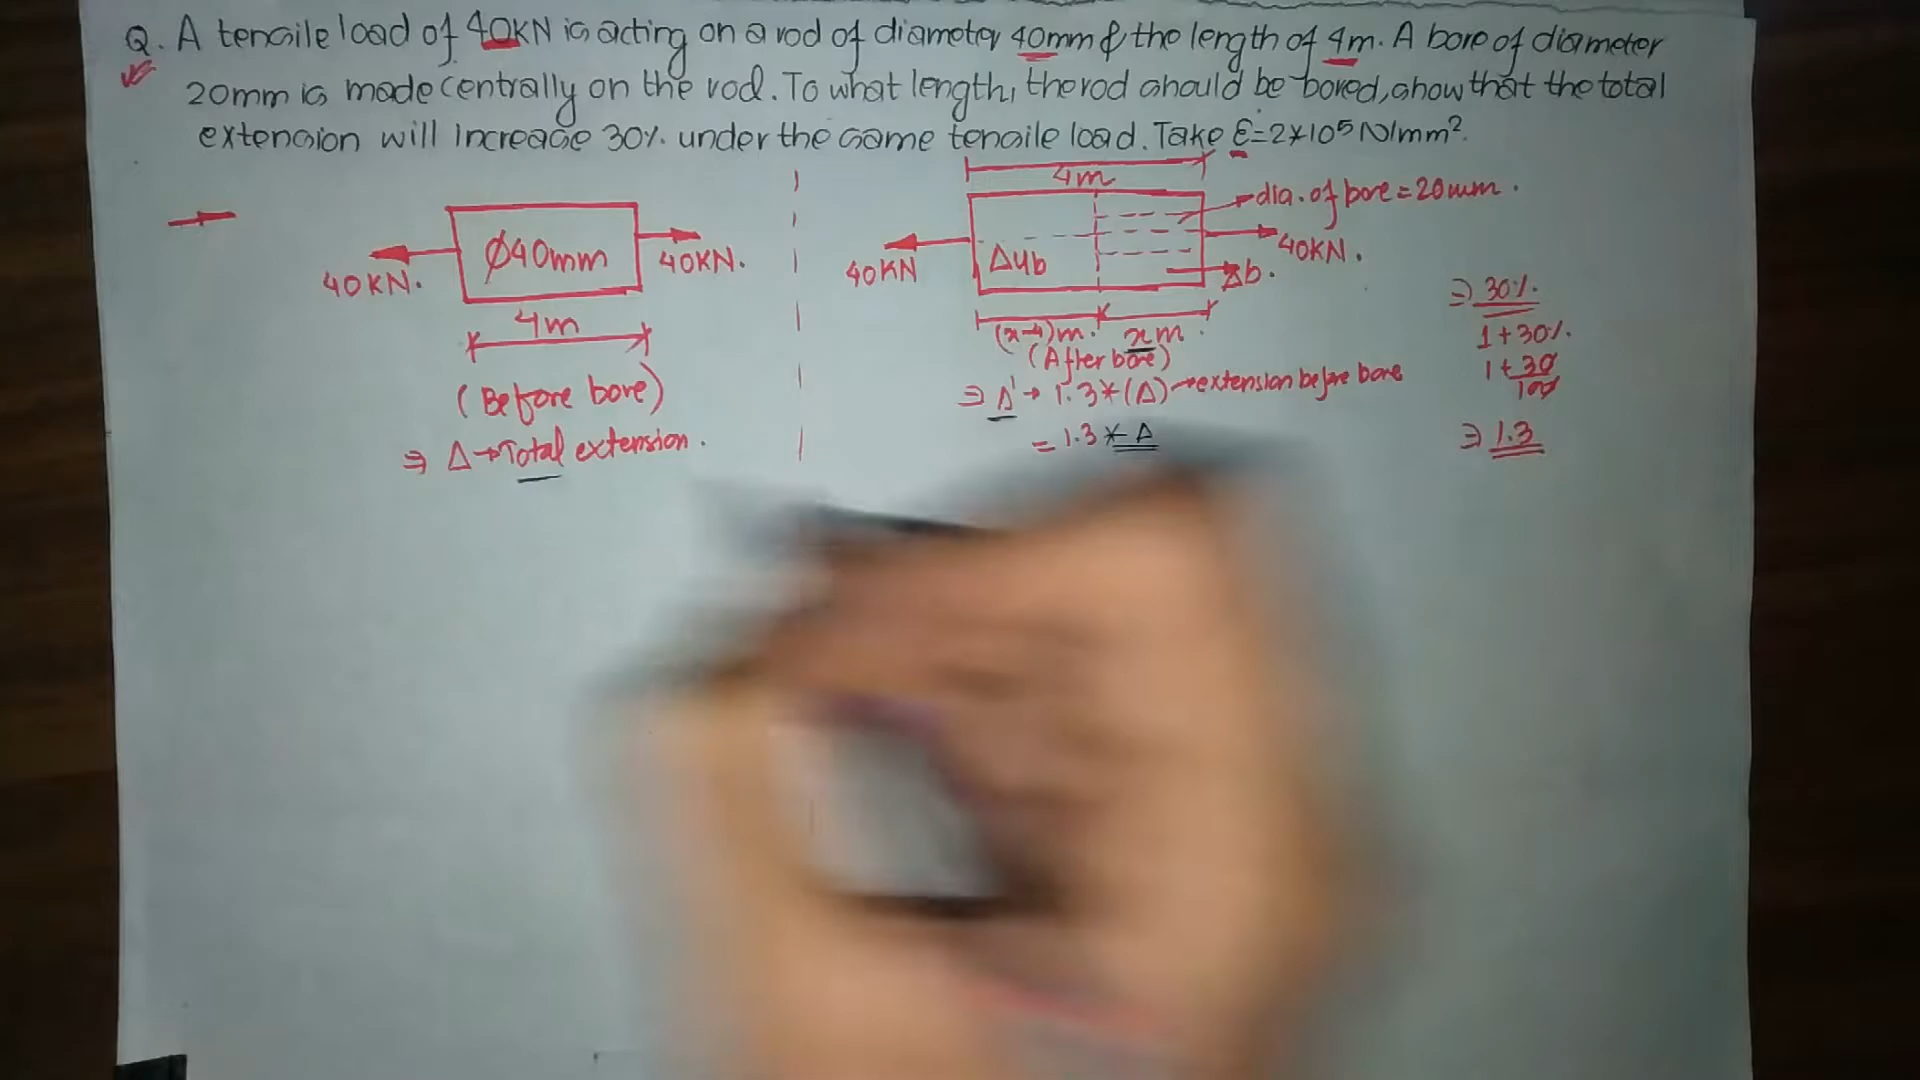 Q. A tensile load of 40KN is acting on a rod of diameter 40mm & the length of 4m. A bore of diameter
20mm is made centrally on the rod. To what length, the rod should be bored, show that the total
extension will increase 30% under the same tensile load. Take E=2*10⁵ N/mm².
40KN. Ø40mm 40KN.
4m
(Before bore)
⇒ Δ→Total extension.
4m
dia. of bore = 20mm.
40KN Δub 40KN.
Δb.
(x-4)m. x m.
(After bore)
⇒ Δ' → 1.3*(Δ)→extension before bore
= 1.3 * Δ
⇒ 30%.
1+30%.
1+30/100
⇒ 1.3